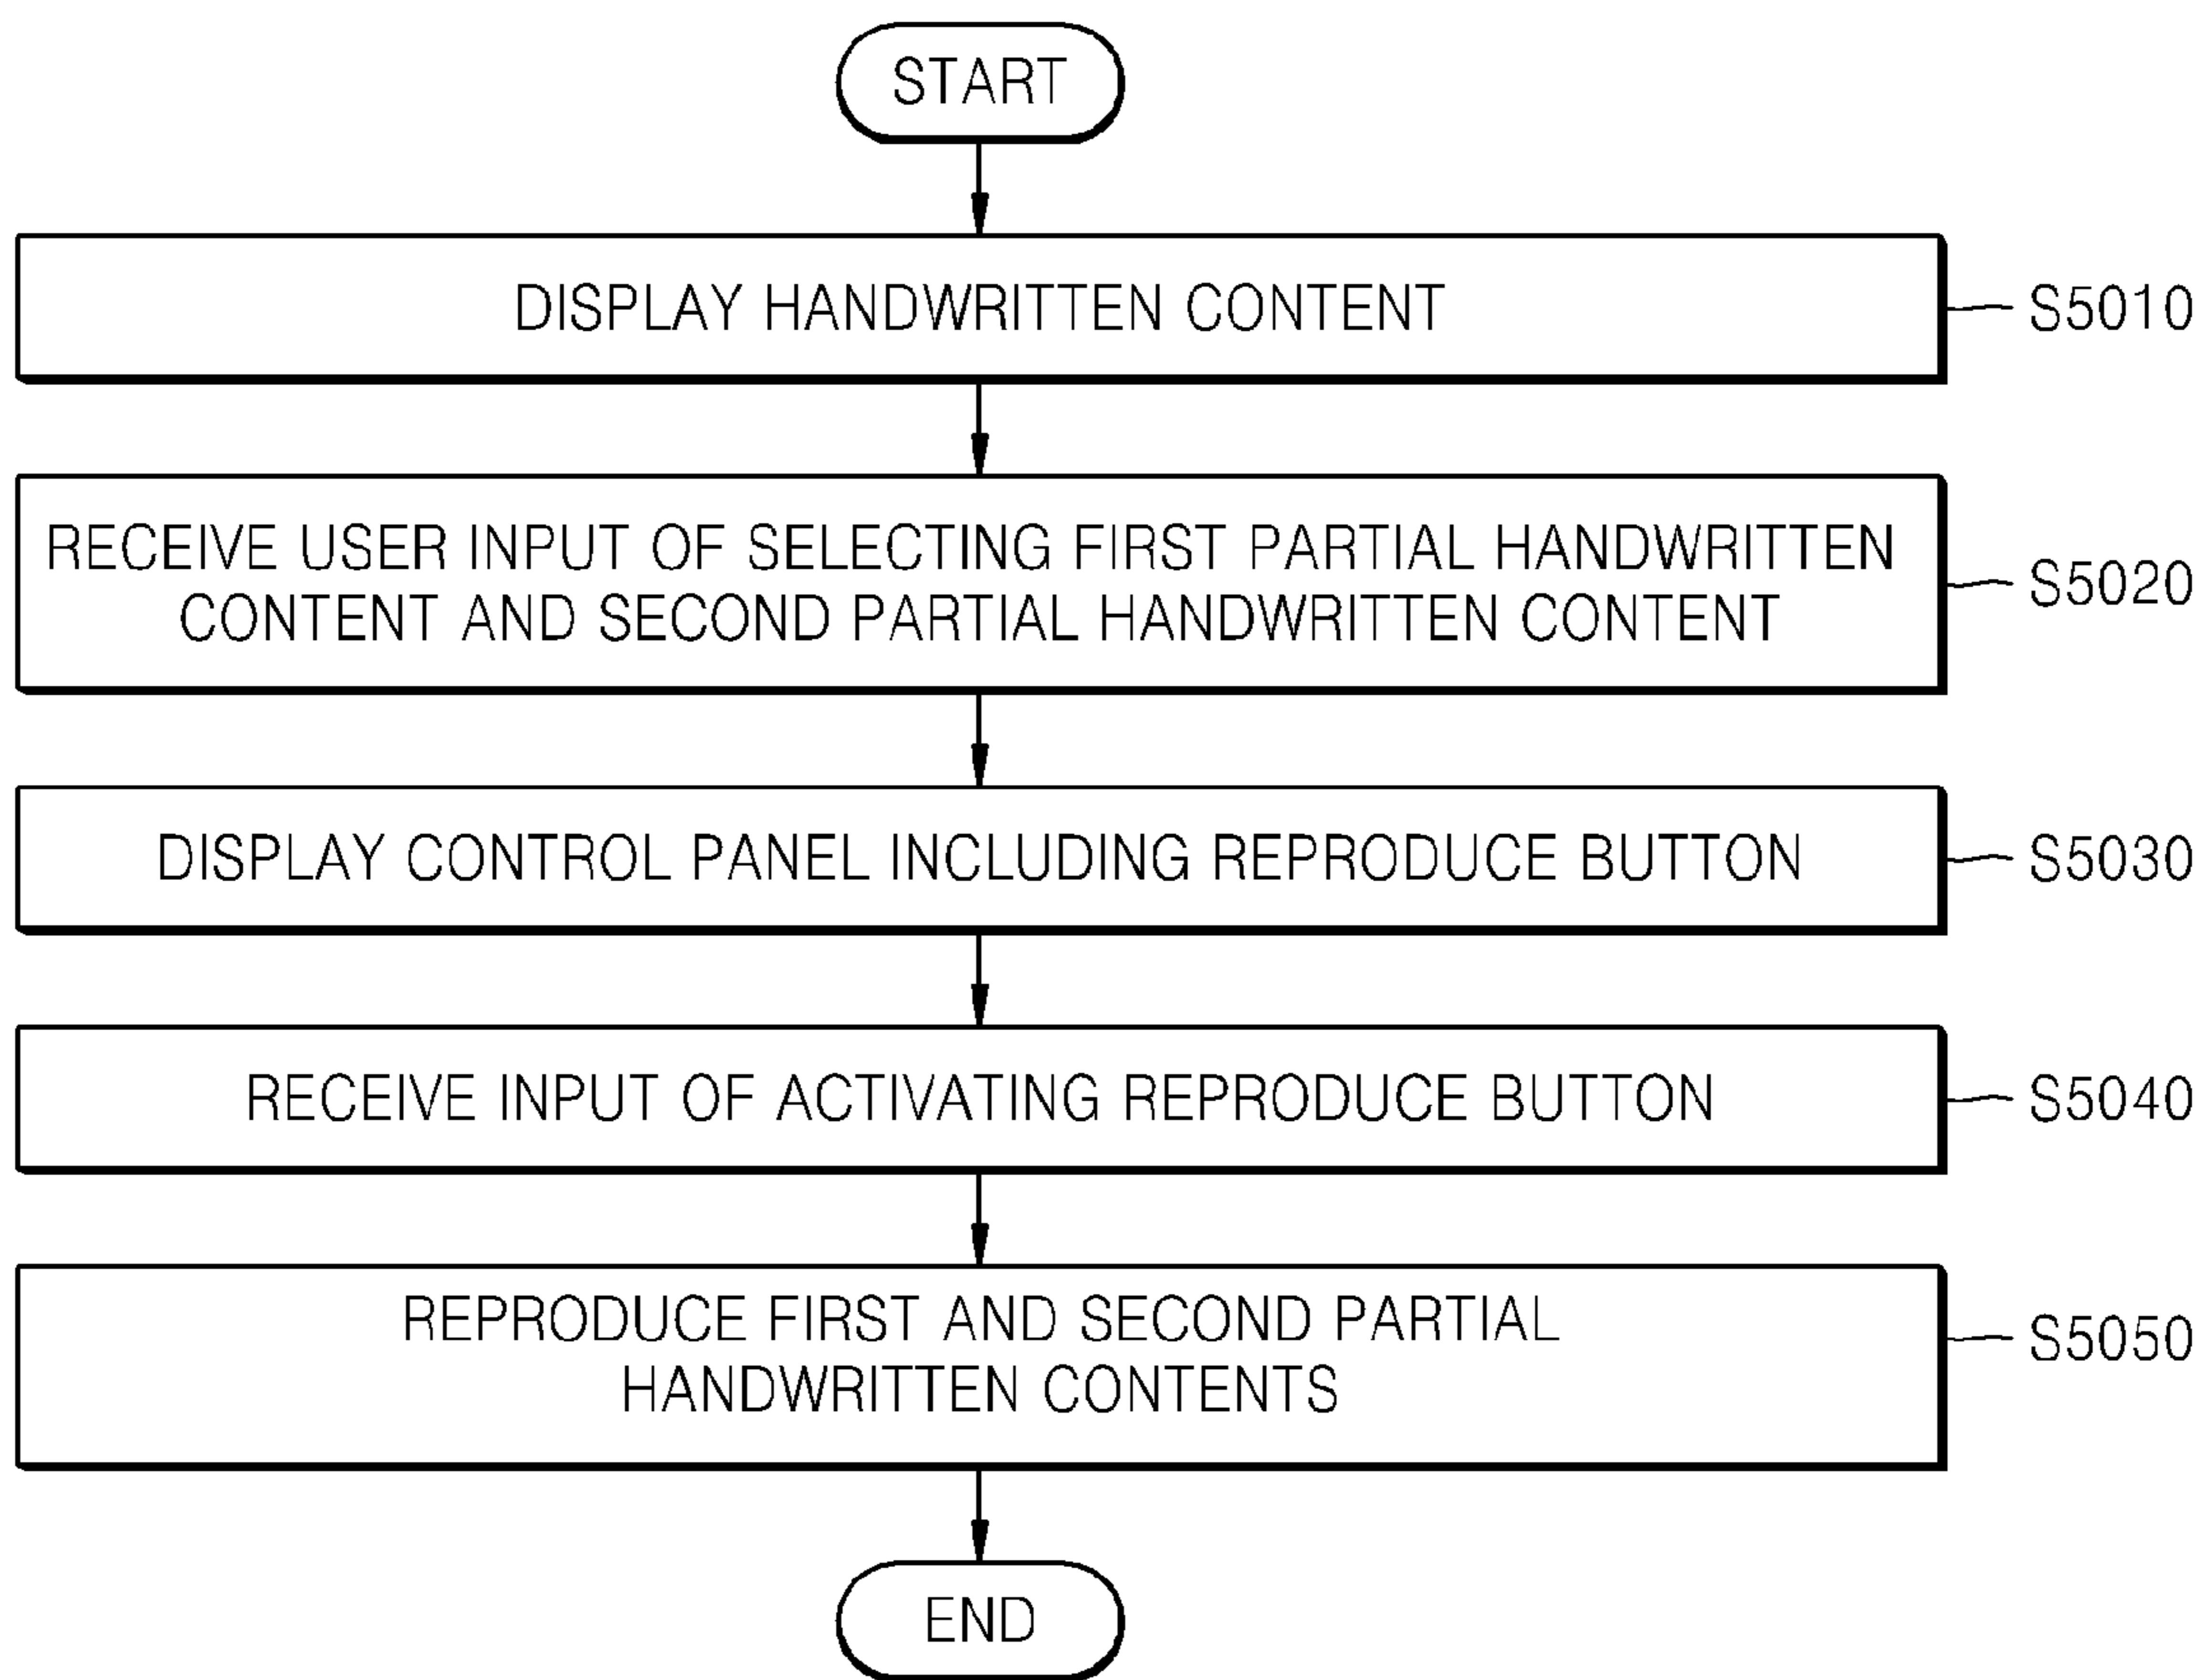 START
DISPLAY HANDWRITTEN CONTENT
S5010
RECEIVE USER INPUT OF SELECTING FIRST PARTIAL HANDWRITTEN
CONTENT AND SECOND PARTIAL HANDWRITTEN CONTENT
S5020
DISPLAY CONTROL PANEL INCLUDING REPRODUCE BUTTON
S5030
RECEIVE INPUT OF ACTIVATING REPRODUCE BUTTON
S5040
REPRODUCE FIRST AND SECOND PARTIAL
HANDWRITTEN CONTENTS
S5050
END